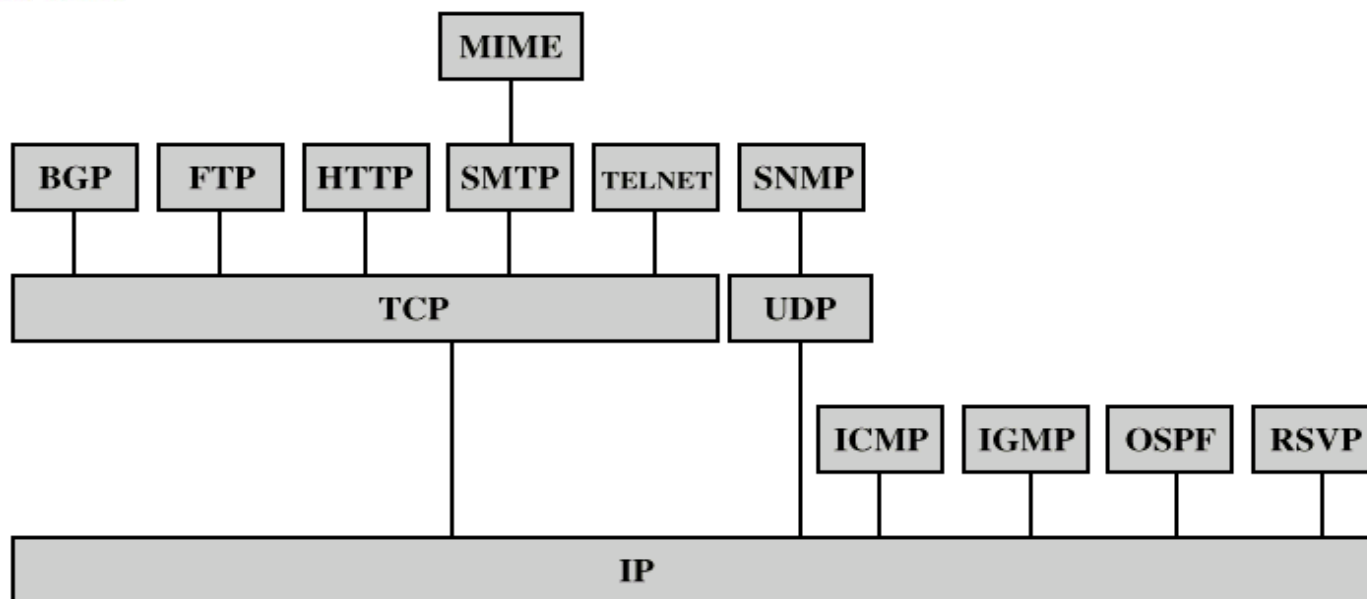 MIME
BGP FTP HTTP SMTP TELNET SNMP
TCP UDP
ICMP IGMP OSPF RSVP
IP